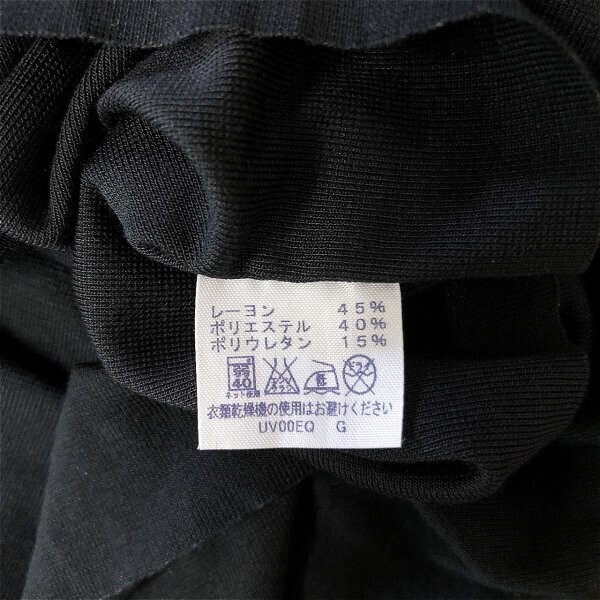 レーヨン 45%
ポリエステル 40%
ポリウレタン 15%
40
ネット使用
衣類乾燥機の使用はお避けください
UV00EQ G